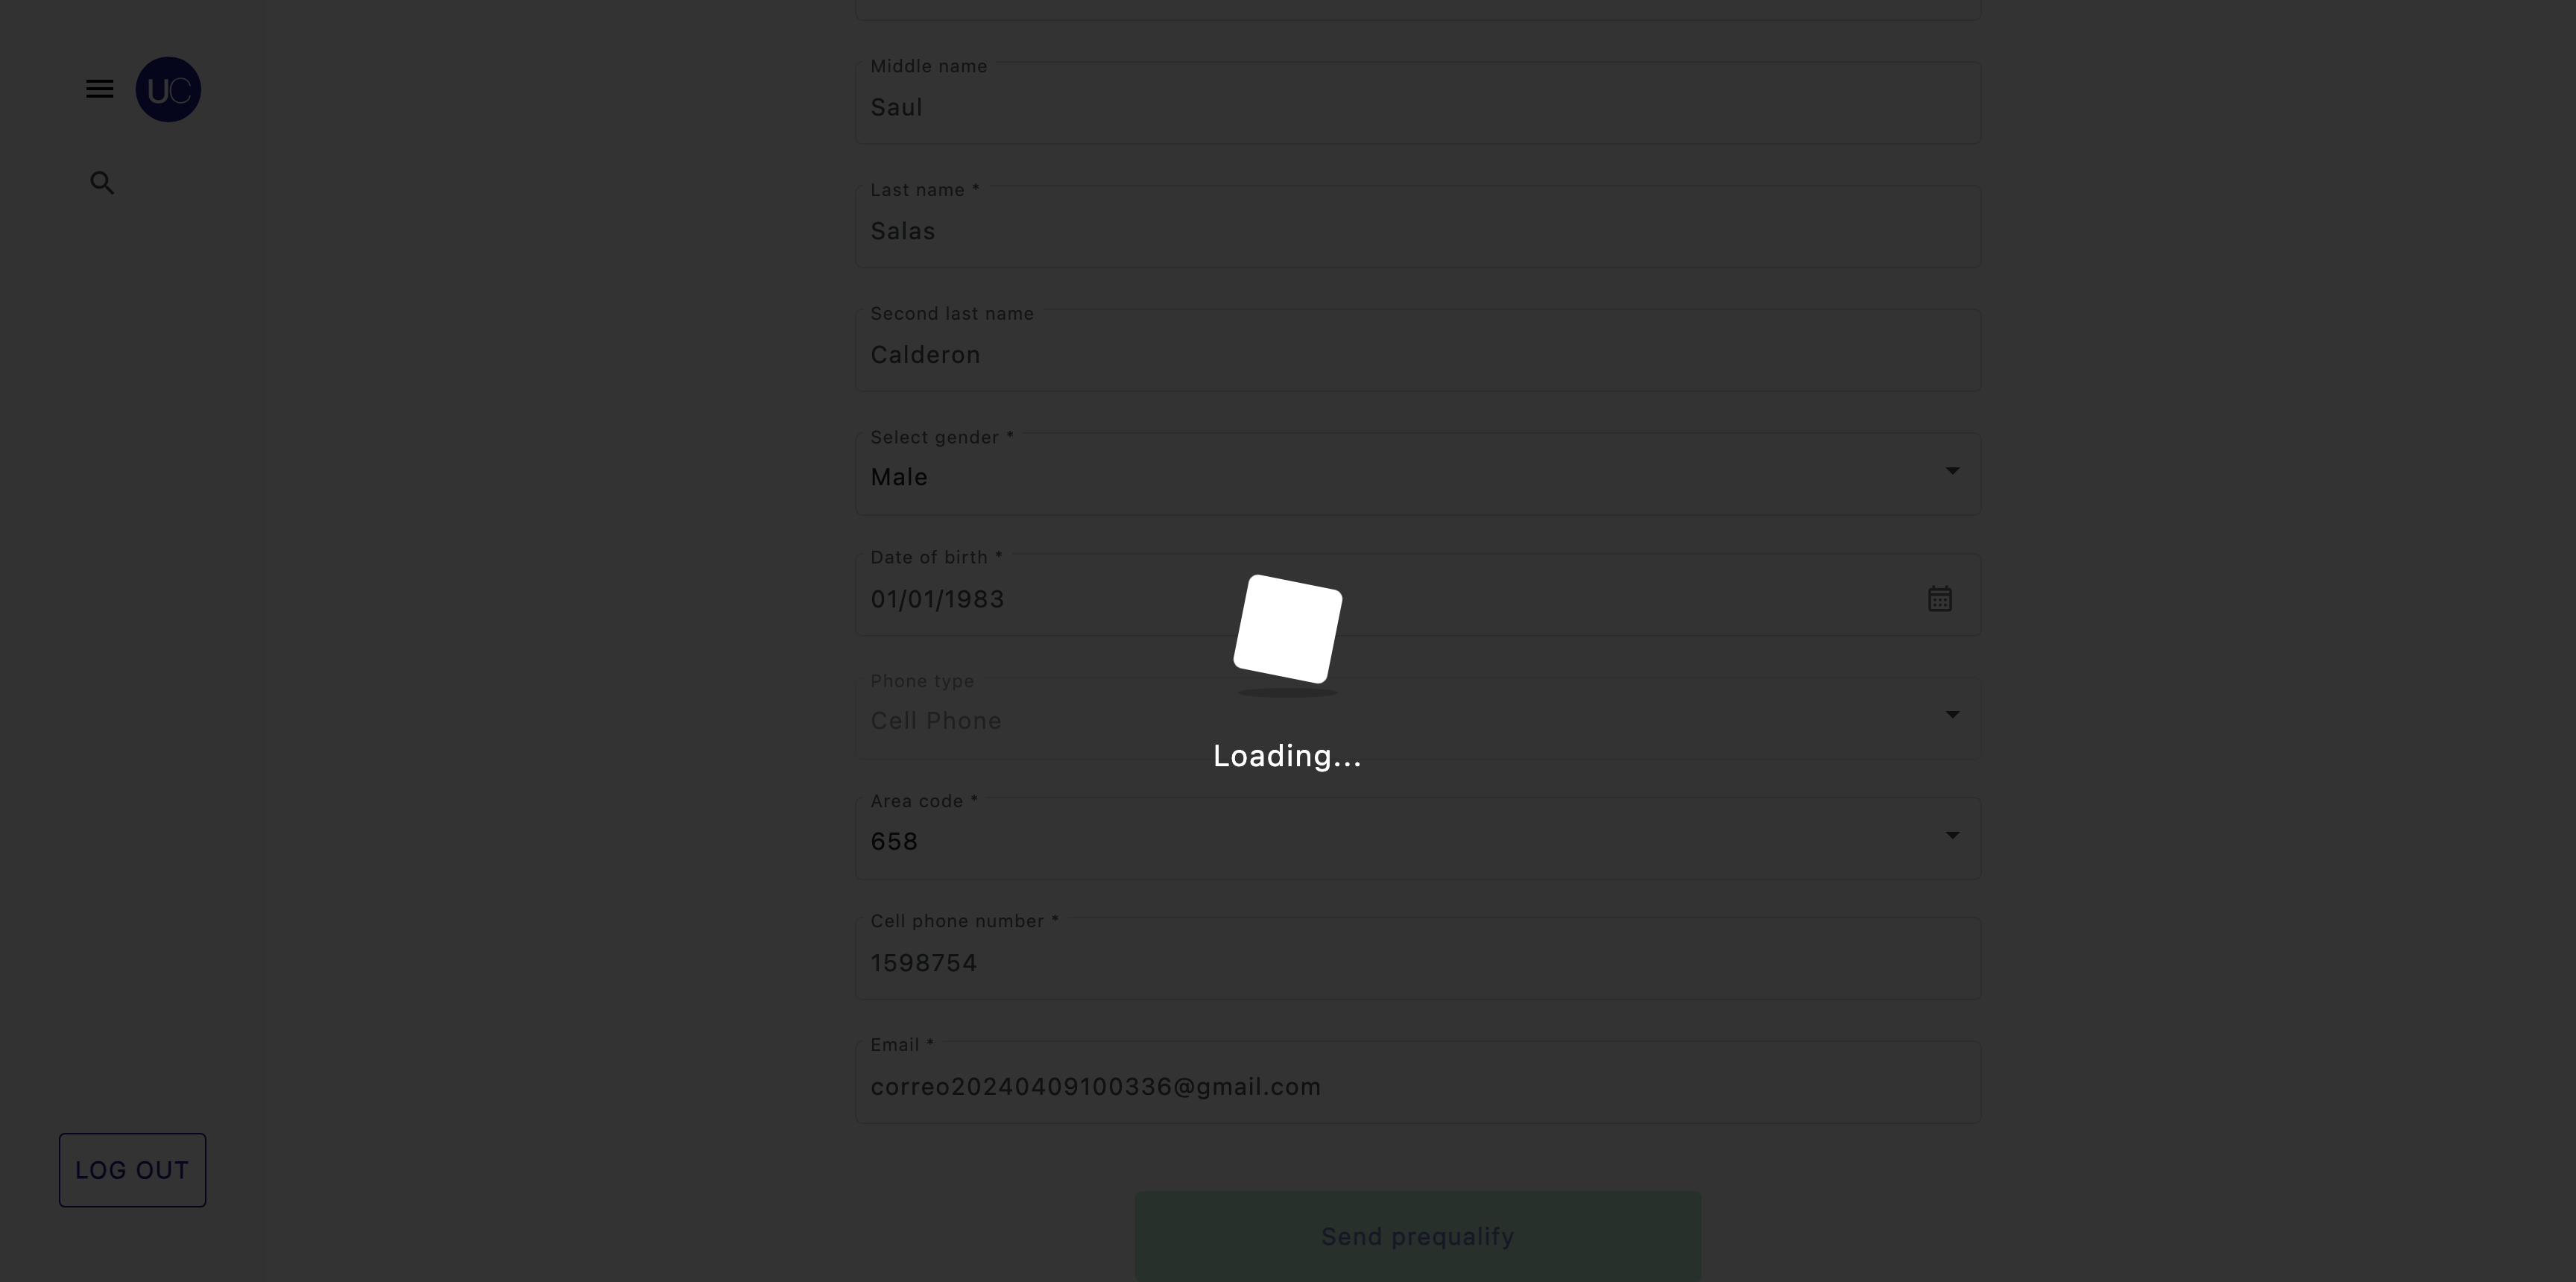 UC
Middle name
Saul
Last name *
Salas
Second last name
Calderon
Select gender *
Male
Date of birth *
01/01/1983
Phone type
Cell Phone
Loading...
Area code *
658
Cell phone number *
1598754
Email *
correo20240409100336@gmail.com
LOG OUT
Send prequalify